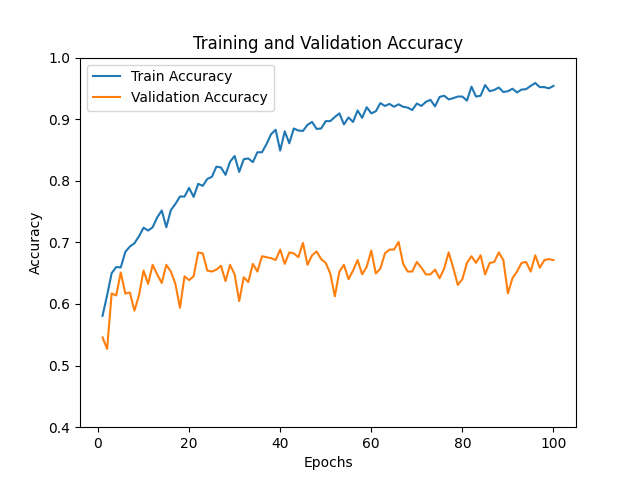 Training and Validation Accuracy
Train Accuracy
Validation Accuracy
1.0
0.9
0.8
0.7
0.6
0.5
0.4
Accuracy
0 20 40 60 80 100
Epochs